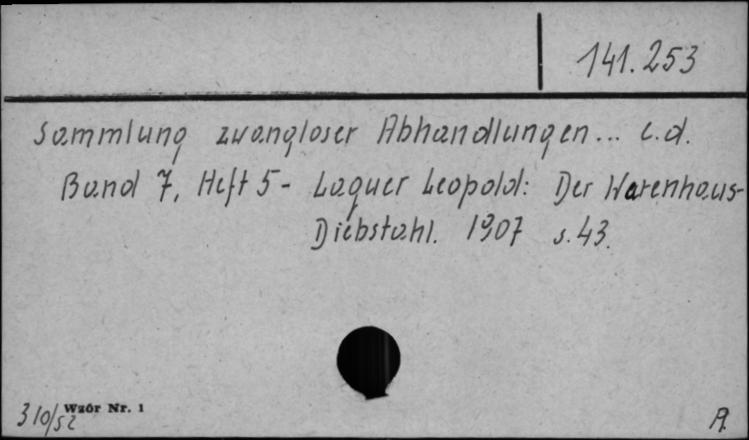 141.253
Sammlung zwangloser Abhandlungen... c.d.
Band 7, Heft 5 - Laquer Leopold: Der Warenhaus-
Diebstahl. 1907 s. 43.
310/52 Wzór Nr. 1